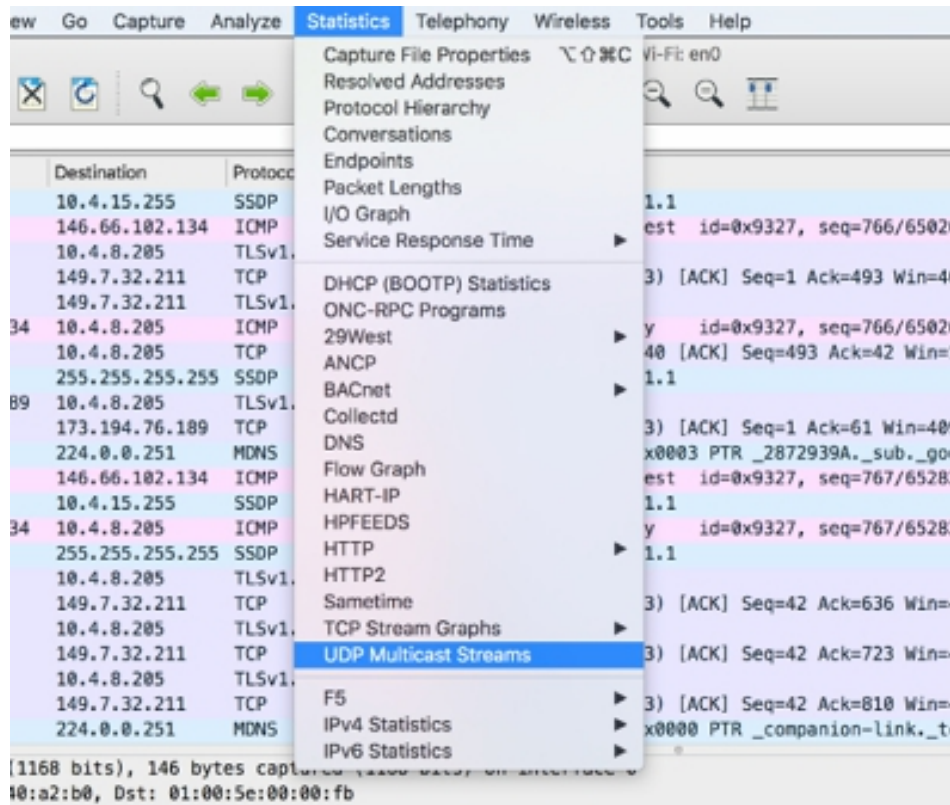 ew Go Capture Analyze Statistics Telephony Wireless Tools Help
Capture File Properties ⌥⇧⌘C Wi-Fi: en0
Resolved Addresses
Protocol Hierarchy
Conversations
Endpoints
Destination Protoco
Packet Lengths
10.4.15.255 SSDP 1.1
I/O Graph
146.66.102.134 ICMP est id=0x9327, seq=766/6502
Service Response Time
10.4.8.205 TLSv1.
149.7.32.211 TCP 3) [ACK] Seq=1 Ack=493 Win=4
DHCP (BOOTP) Statistics
149.7.32.211 TLSv1.
ONC-RPC Programs
34 10.4.8.205 ICMP y id=0x9327, seq=766/6502
29West
10.4.8.205 TCP 40 [ACK] Seq=493 Ack=42 Win=
ANCP
255.255.255.255 SSDP 1.1
BACnet
89 10.4.8.205 TLSv1.
Collectd
173.194.76.189 TCP 3) [ACK] Seq=1 Ack=61 Win=409
DNS
224.0.0.251 MDNS x0003 PTR _2872939A._sub._goo
Flow Graph
146.66.102.134 ICMP est id=0x9327, seq=767/6528
HART-IP
10.4.15.255 SSDP 1.1
HPFEEDS
34 10.4.8.205 ICMP y id=0x9327, seq=767/6528
HTTP
255.255.255.255 SSDP 1.1
HTTP2
10.4.8.205 TLSv1.
Sametime
149.7.32.211 TCP 3) [ACK] Seq=42 Ack=636 Win=
TCP Stream Graphs
10.4.8.205 TLSv1.
UDP Multicast Streams
149.7.32.211 TCP 3) [ACK] Seq=42 Ack=723 Win=
10.4.8.205 TLSv1.
F5
149.7.32.211 TCP 3) [ACK] Seq=42 Ack=810 Win=
IPv4 Statistics
224.0.0.251 MDNS x0000 PTR _companion-link._t
IPv6 Statistics
(1168 bits), 146 bytes captured (1168 bits) on interface 0
40:a2:b0, Dst: 01:00:5e:00:00:fb